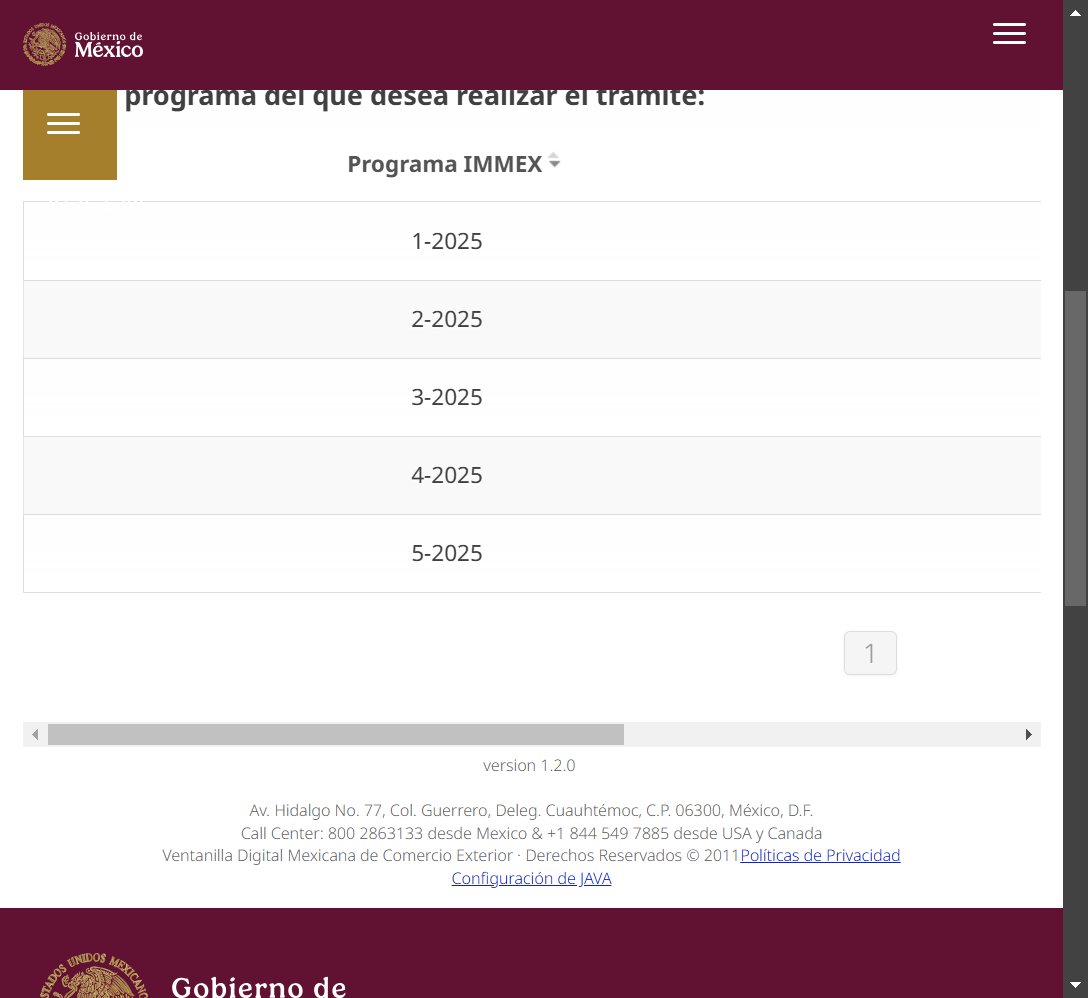 Gobierno de
México
programa del que desea realizar el trámite:
Programa IMMEX
1-2025
2-2025
3-2025
4-2025
5-2025
1
version 1.2.0
Av. Hidalgo No. 77, Col. Guerrero, Deleg. Cuauhtémoc, C.P. 06300, México, D.F.
Call Center: 800 2863133 desde Mexico & +1 844 549 7885 desde USA y Canada
Ventanilla Digital Mexicana de Comercio Exterior · Derechos Reservados © 2011Políticas de Privacidad
Configuración de JAVA
ESTADOS UNIDOS MEXICANOS
Gobierno de